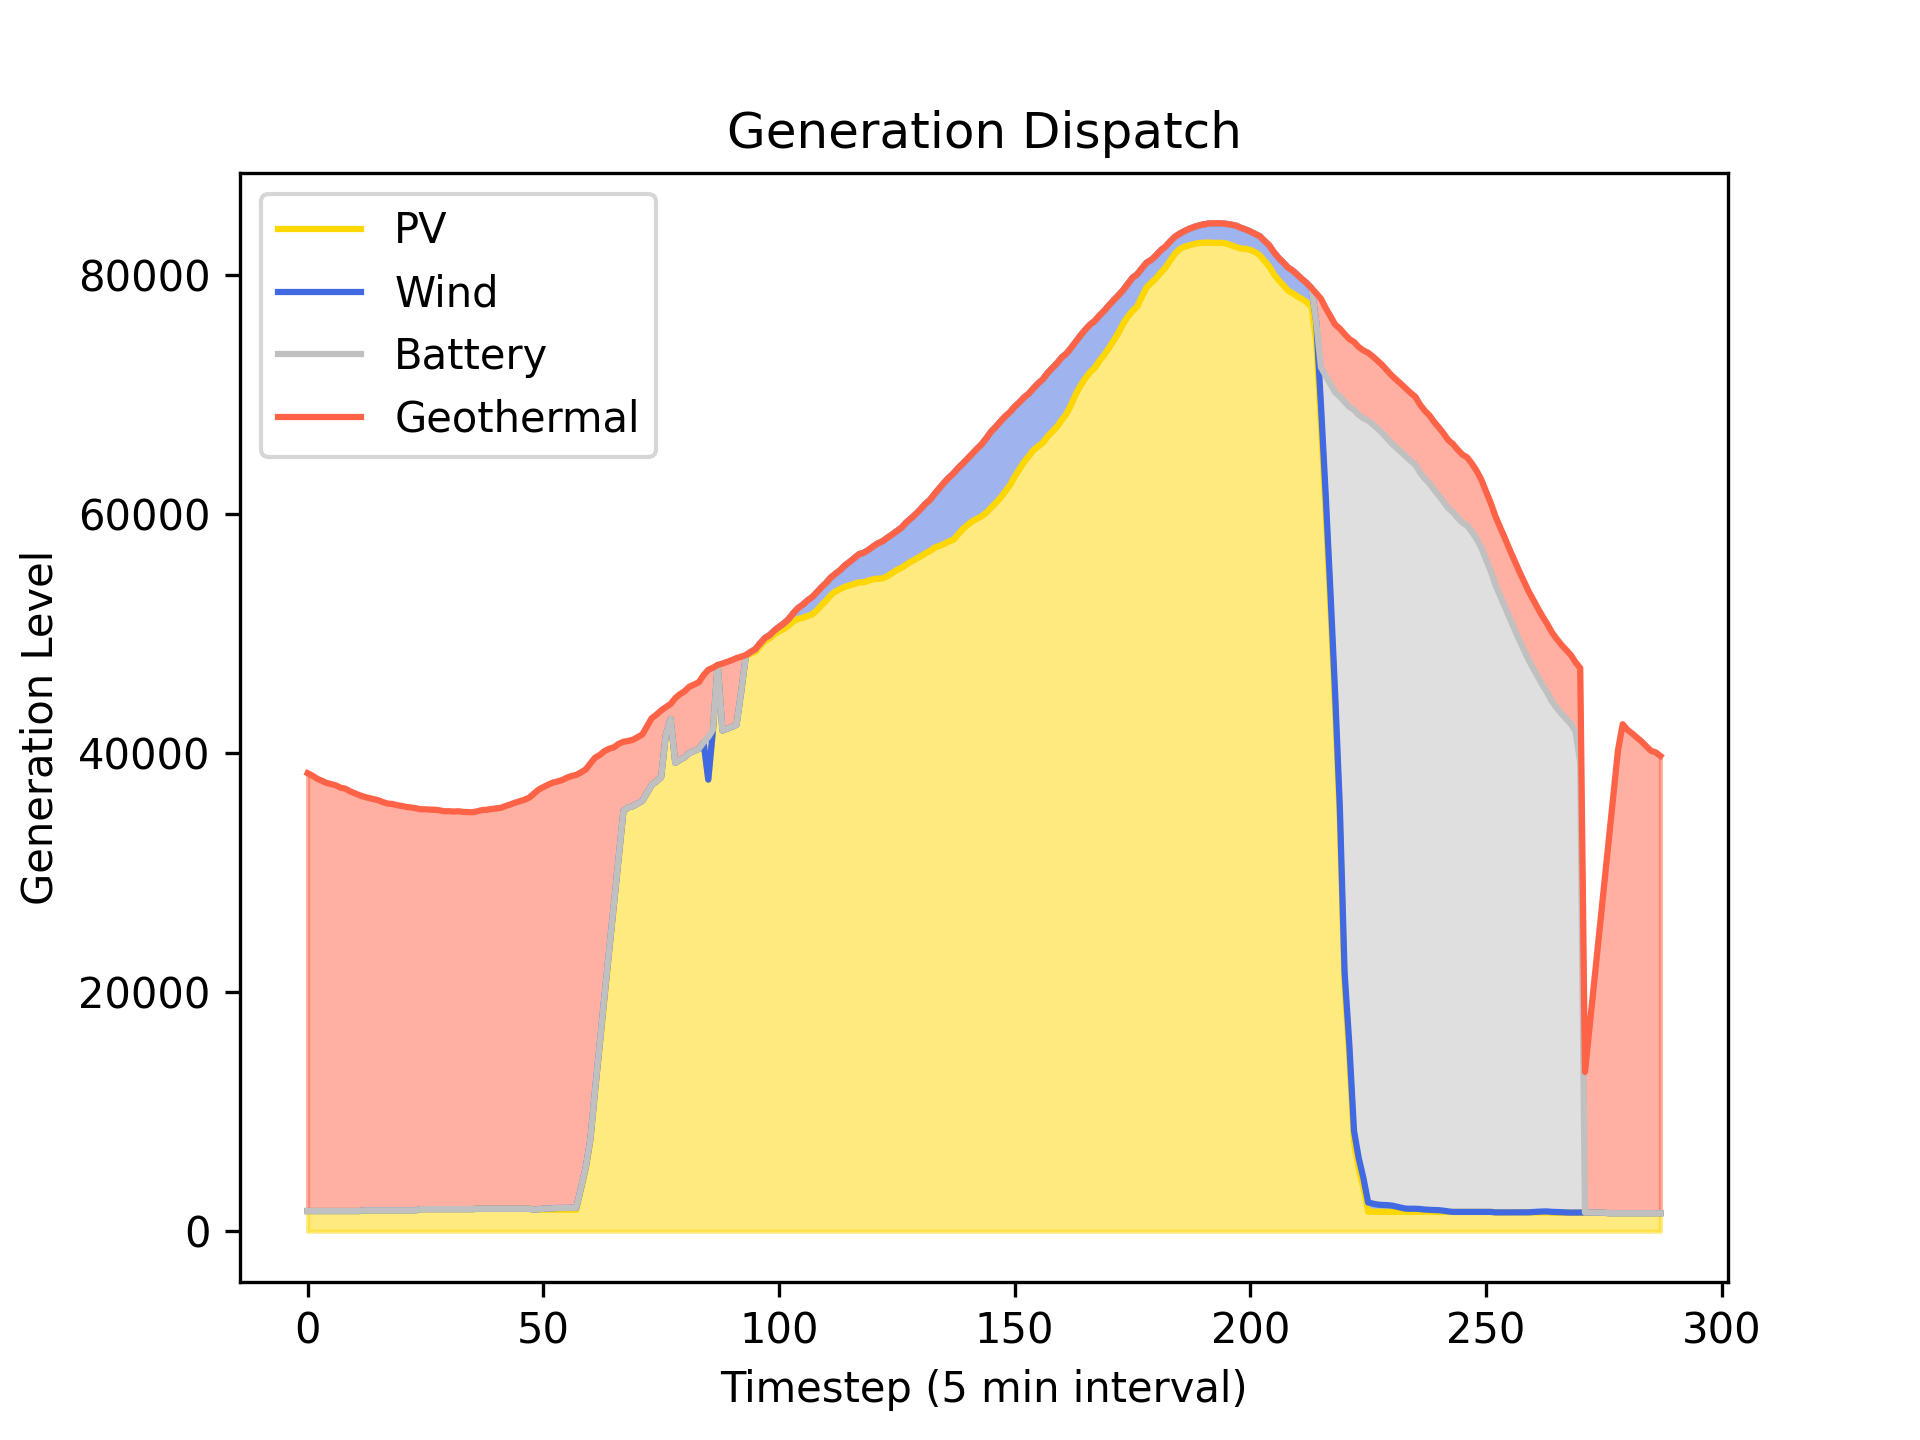 Generation Dispatch
PV
Wind
Battery
Geothermal
Generation Level
80000
60000
40000
20000
0
0 50 100 150 200 250 300
Timestep (5 min interval)